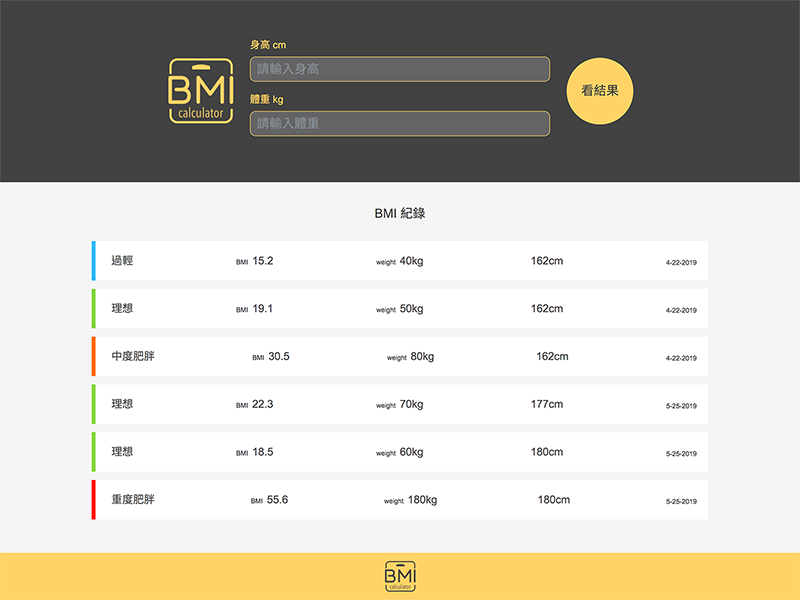 身高 cm
請輸入身高
BMI
calculator
體重 kg
請輸入體重
看結果
BMI 紀錄
過輕 BMI 15.2 weight 40kg 162cm 4-22-2019
理想 BMI 19.1 weight 50kg 162cm 4-22-2019
中度肥胖 BMI 30.5 weight 80kg 162cm 4-22-2019
理想 BMI 22.3 weight 70kg 177cm 5-25-2019
理想 BMI 18.5 weight 60kg 180cm 5-25-2019
重度肥胖 BMI 55.6 weight 180kg 180cm 5-25-2019
BMI
calculator